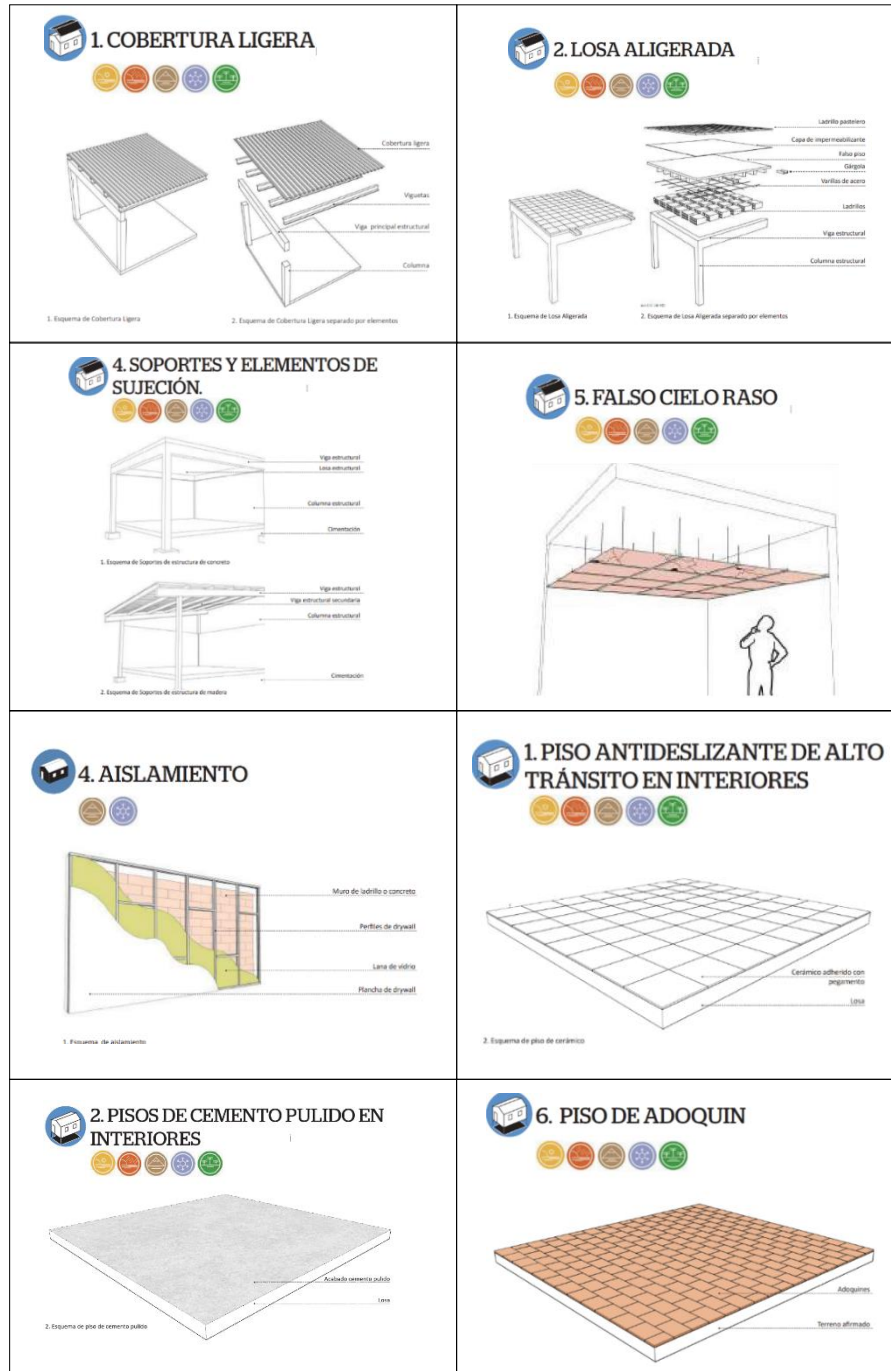 1. COBERTURA LIGERA
Cobertura ligera
Viguetas
Viga principal estructural
Columna
1. Esquema de Cobertura Ligera
2. Esquema de Cobertura Ligera separado por elementos
2. LOSA ALIGERADA
Ladrillo pastelero
Capa de impermeabilizante
Falso piso
Gárgola
Varillas de acero
Ladrillos
Viga estructural
Columna estructural
1. Esquema de Losa Aligerada
2. Esquema de Losa Aligerada separado por elementos
4. SOPORTES Y ELEMENTOS DE
SUJECIÓN.
Viga estructural
Losa estructural
Columna estructural
Cimentación
1. Esquema de Soportes de estructura de concreto
Viga estructural
Viga estructural secundaria
Columna estructural
Cimentación
2. Esquema de Soportes de estructura de madera
5. FALSO CIELO RASO
4. AISLAMIENTO
Muro de ladrillo o concreto
Perfiles de drywall
Lana de vidrio
Plancha de drywall
1. Esquema de aislamiento
1. PISO ANTIDESLIZANTE DE ALTO
TRÁNSITO EN INTERIORES
Cerámico adherido con
pegamento
Losa
2. Esquema de piso de cerámico
2. PISOS DE CEMENTO PULIDO EN
INTERIORES
Acabado cemento pulido
Losa
2. Esquema de piso de cemento pulido
6. PISO DE ADOQUIN
Adoquines
Terreno afirmado